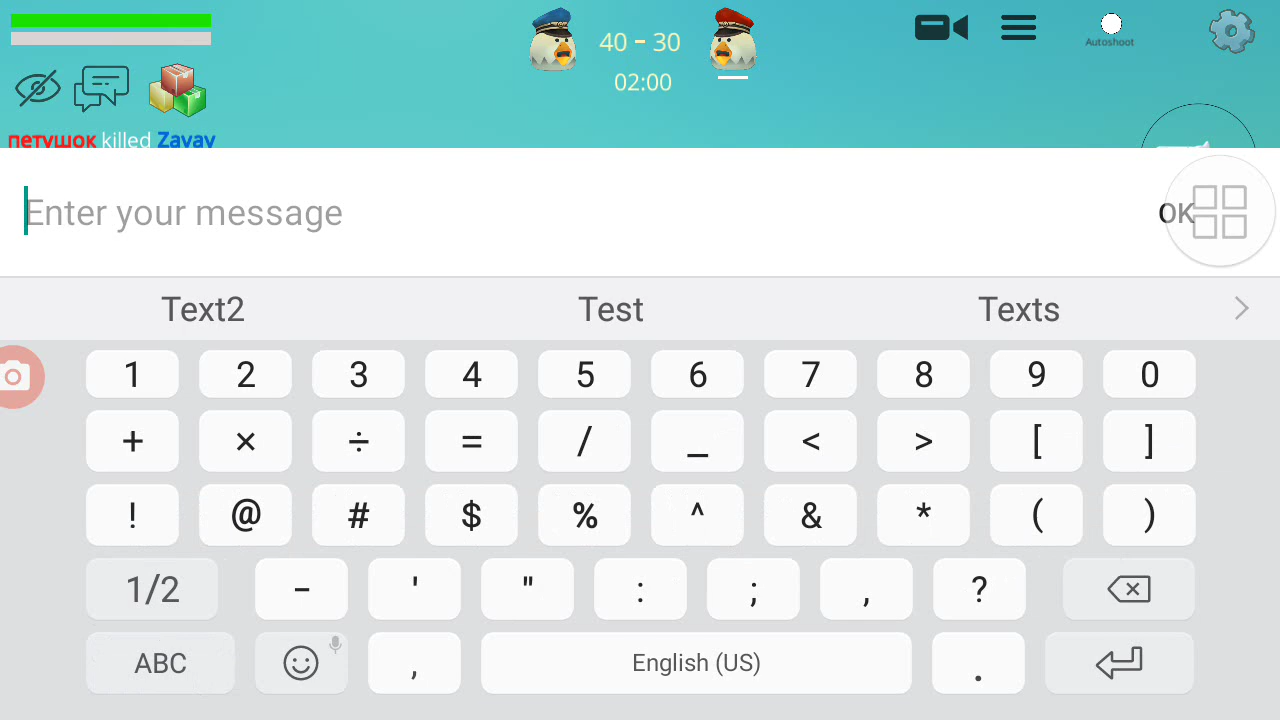 40 - 30
02:00
Autoshoot
петушок killed Zavav
Enter your message
OK
Text2 Test Texts
1 2 3 4 5 6 7 8 9 0
+ × ÷ = / _ < > [ ]
! @ # $ % ^ & * ( )
1/2 - ' " : ; , ?
ABC , English (US) .